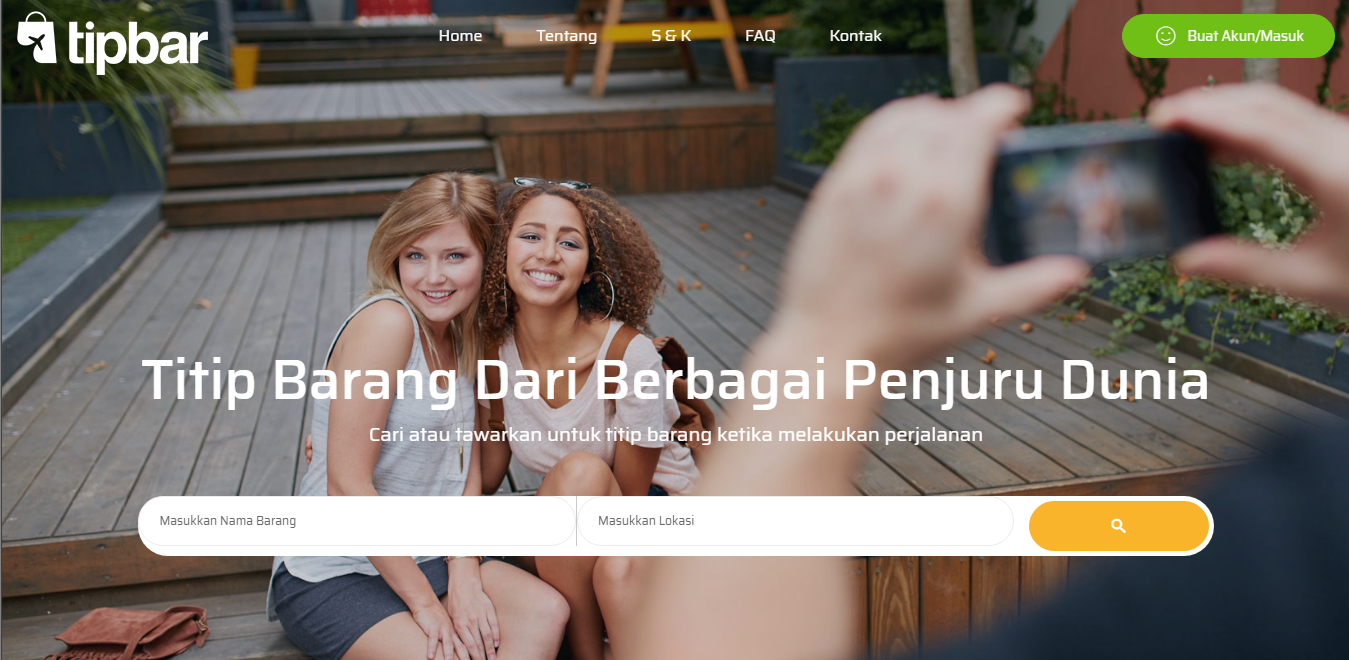 tipbar
Home Tentang S & K FAQ Kontak
Buat Akun/Masuk
Titip Barang Dari Berbagai Penjuru Dunia
Cari atau tawarkan untuk titip barang ketika melakukan perjalanan
Masukkan Nama Barang
Masukkan Lokasi